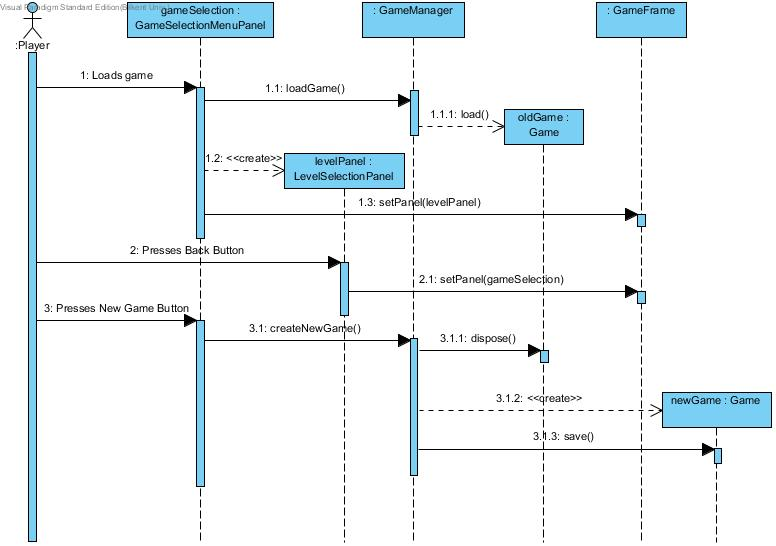 Visual Paradigm Standard Edition(Bilkent Univ.)
gameSelection :
GameSelectionMenuPanel
: GameManager
: GameFrame
:Player
1: Loads game
1.1: loadGame()
1.1.1: load()
oldGame :
Game
1.2: <<create>>
levelPanel :
LevelSelectionPanel
1.3: setPanel(levelPanel)
2: Presses Back Button
2.1: setPanel(gameSelection)
3: Presses New Game Button
3.1: createNewGame()
3.1.1: dispose()
3.1.2: <<create>>
newGame : Game
3.1.3: save()